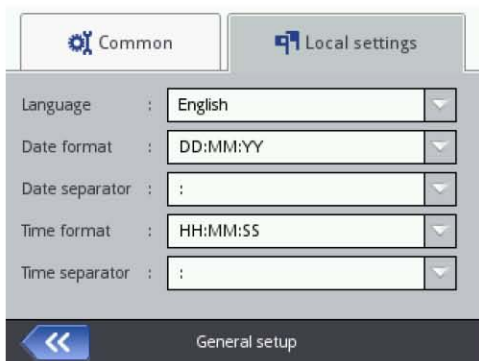 Common Local settings
Language : English
Date format : DD:MM:YY
Date separator : :
Time format : HH:MM:SS
Time separator : :
General setup